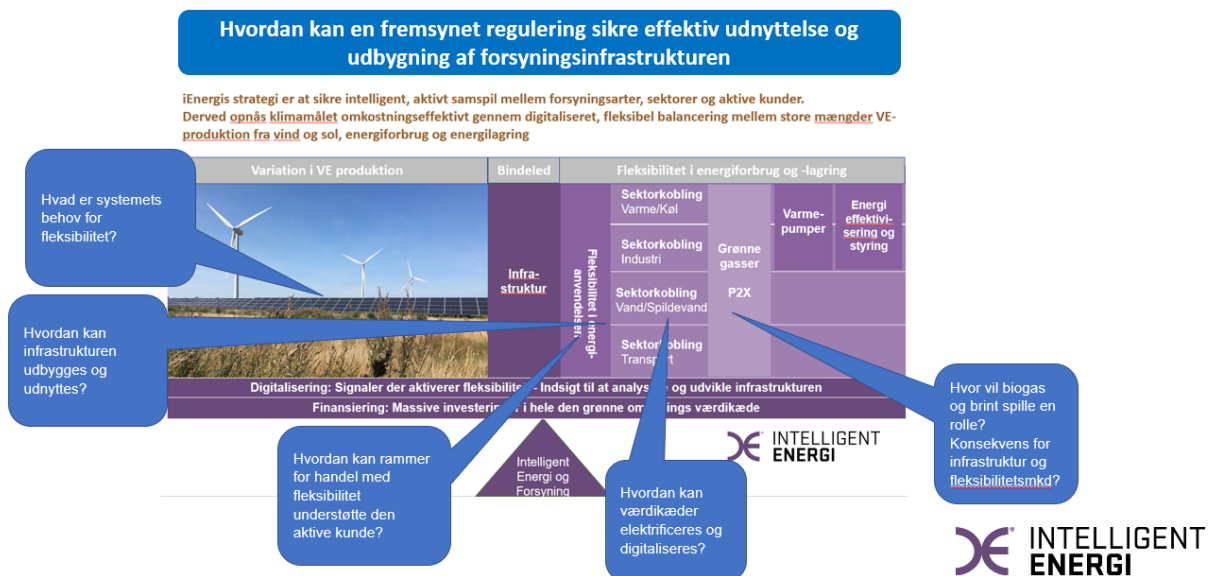 Hvordan kan en fremsynet regulering sikre effektiv udnyttelse og
udbygning af forsyningsinfrastrukturen
iEnergis strategi er at sikre intelligent, aktivt samspil mellem forsyningsarter, sektorer og aktive kunder.
Derved opnås klimamålet omkostningseffektivt gennem digitaliseret, fleksibel balancering mellem store mængder VE-
produktion fra vind og sol, energiforbrug og energilagring
Variation i VE produktion
Bindeled
Fleksibilitet i energiforbrug og -lagring
Hvad er systemets
behov for
fleksibilitet?
Infra-
struktur
Fleksibilitet i energi-
anvendelsen
Sektorkobling
Varme/Køl
Sektorkobling
Industri
Sektorkobling
Vand/Spildevand
Sektorkobling
Transport
Grønne
gasser
P2X
Varme-
pumper
Energi
effektivi-
sering og
styring
Hvordan kan
infrastrukturen
udbygges og
udnyttes?
Digitalisering: Signaler der aktiverer - Indsigt til at og udvikle infrastrukturen
Finansiering: Massive i hele den grønne værdikæde
Hvordan kan rammer
for handel med
fleksibilitet
understøtte den
aktive kunde?
Intelligent
Energi og
Forsyning
Hvordan kan
værdikæder
elektrificeres og
digitaliseres?
INTELLIGENT
ENERGI
Hvor vil biogas
og brint spille en
rolle?
Konsekvens for
infrastruktur og
fleksibilitetsmkd?
INTELLIGENT
ENERGI